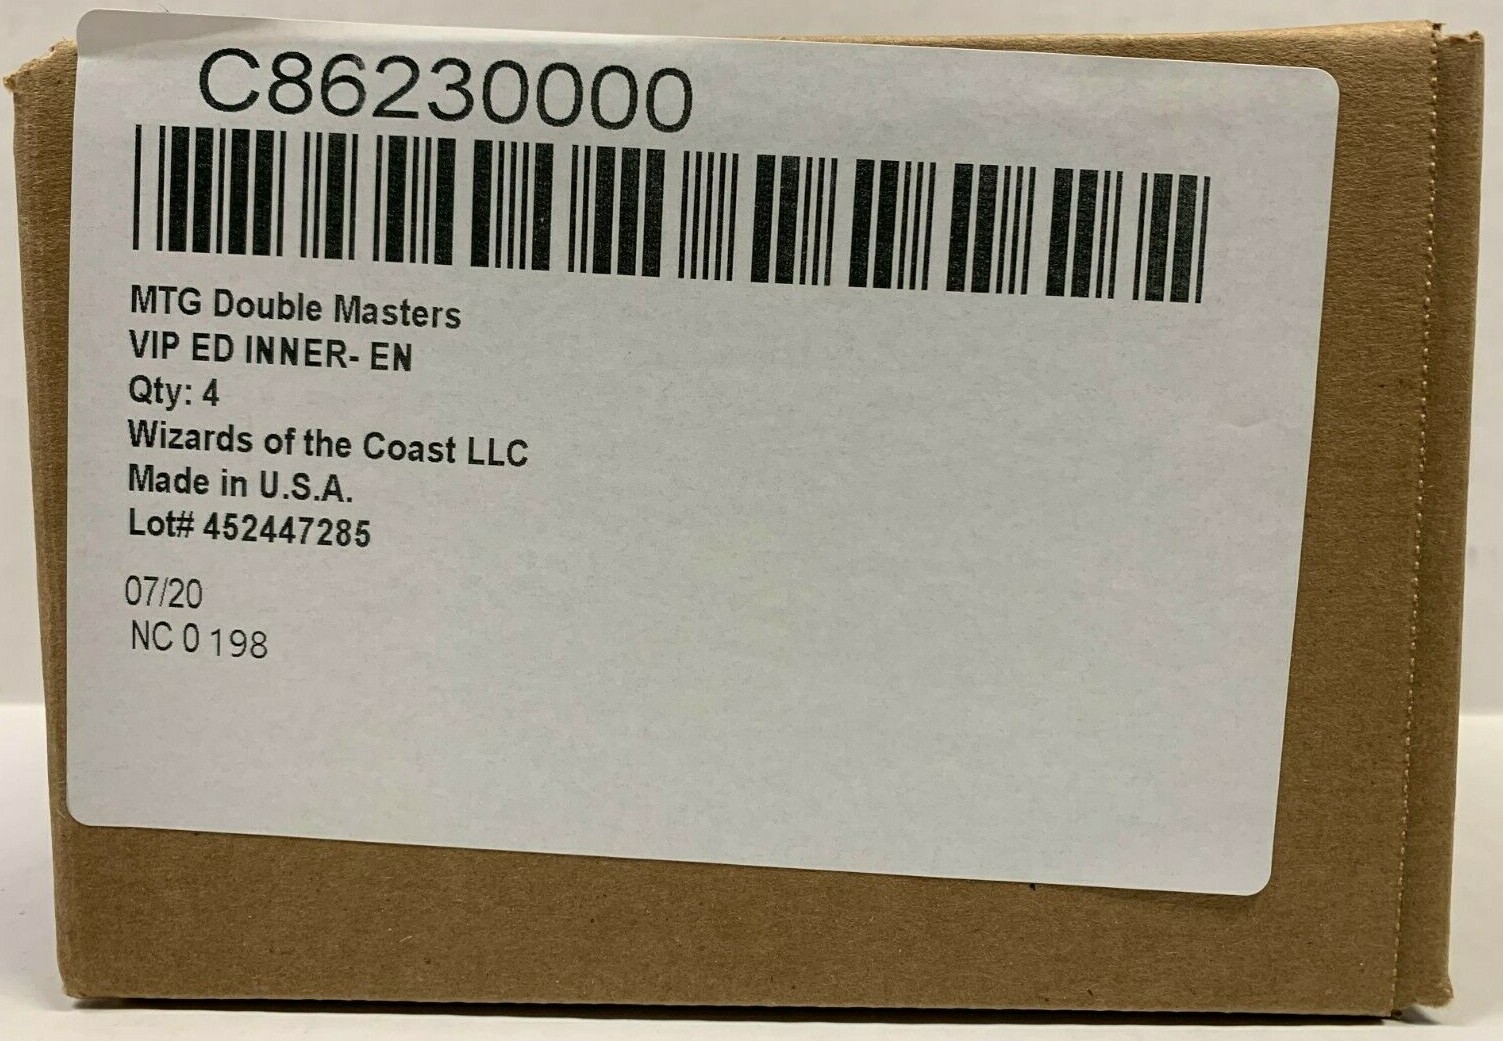 C86230000
MTG Double Masters
VIP ED INNER- EN
Qty: 4
Wizards of the Coast LLC
Made in U.S.A.
Lot# 452447285
07/20
NC 0 198